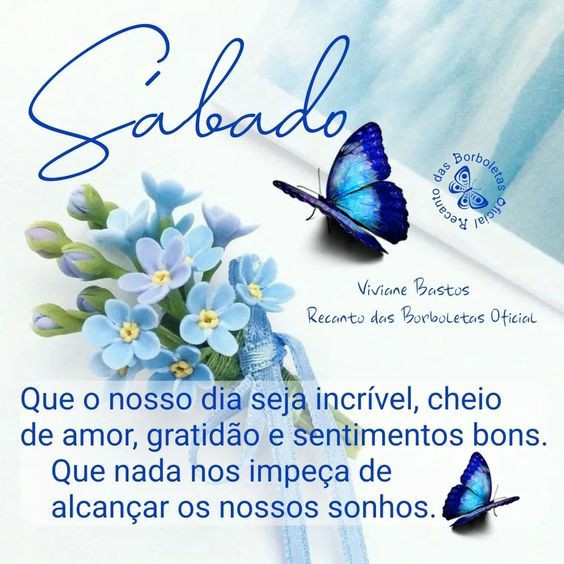 Sábado
Recanto das Borboletas Oficial
Viviane Bastos
Recanto das Borboletas Oficial
Que o nosso dia seja incrível, cheio
de amor, gratidão e sentimentos bons.
Que nada nos impeça de
alcançar os nossos sonhos.